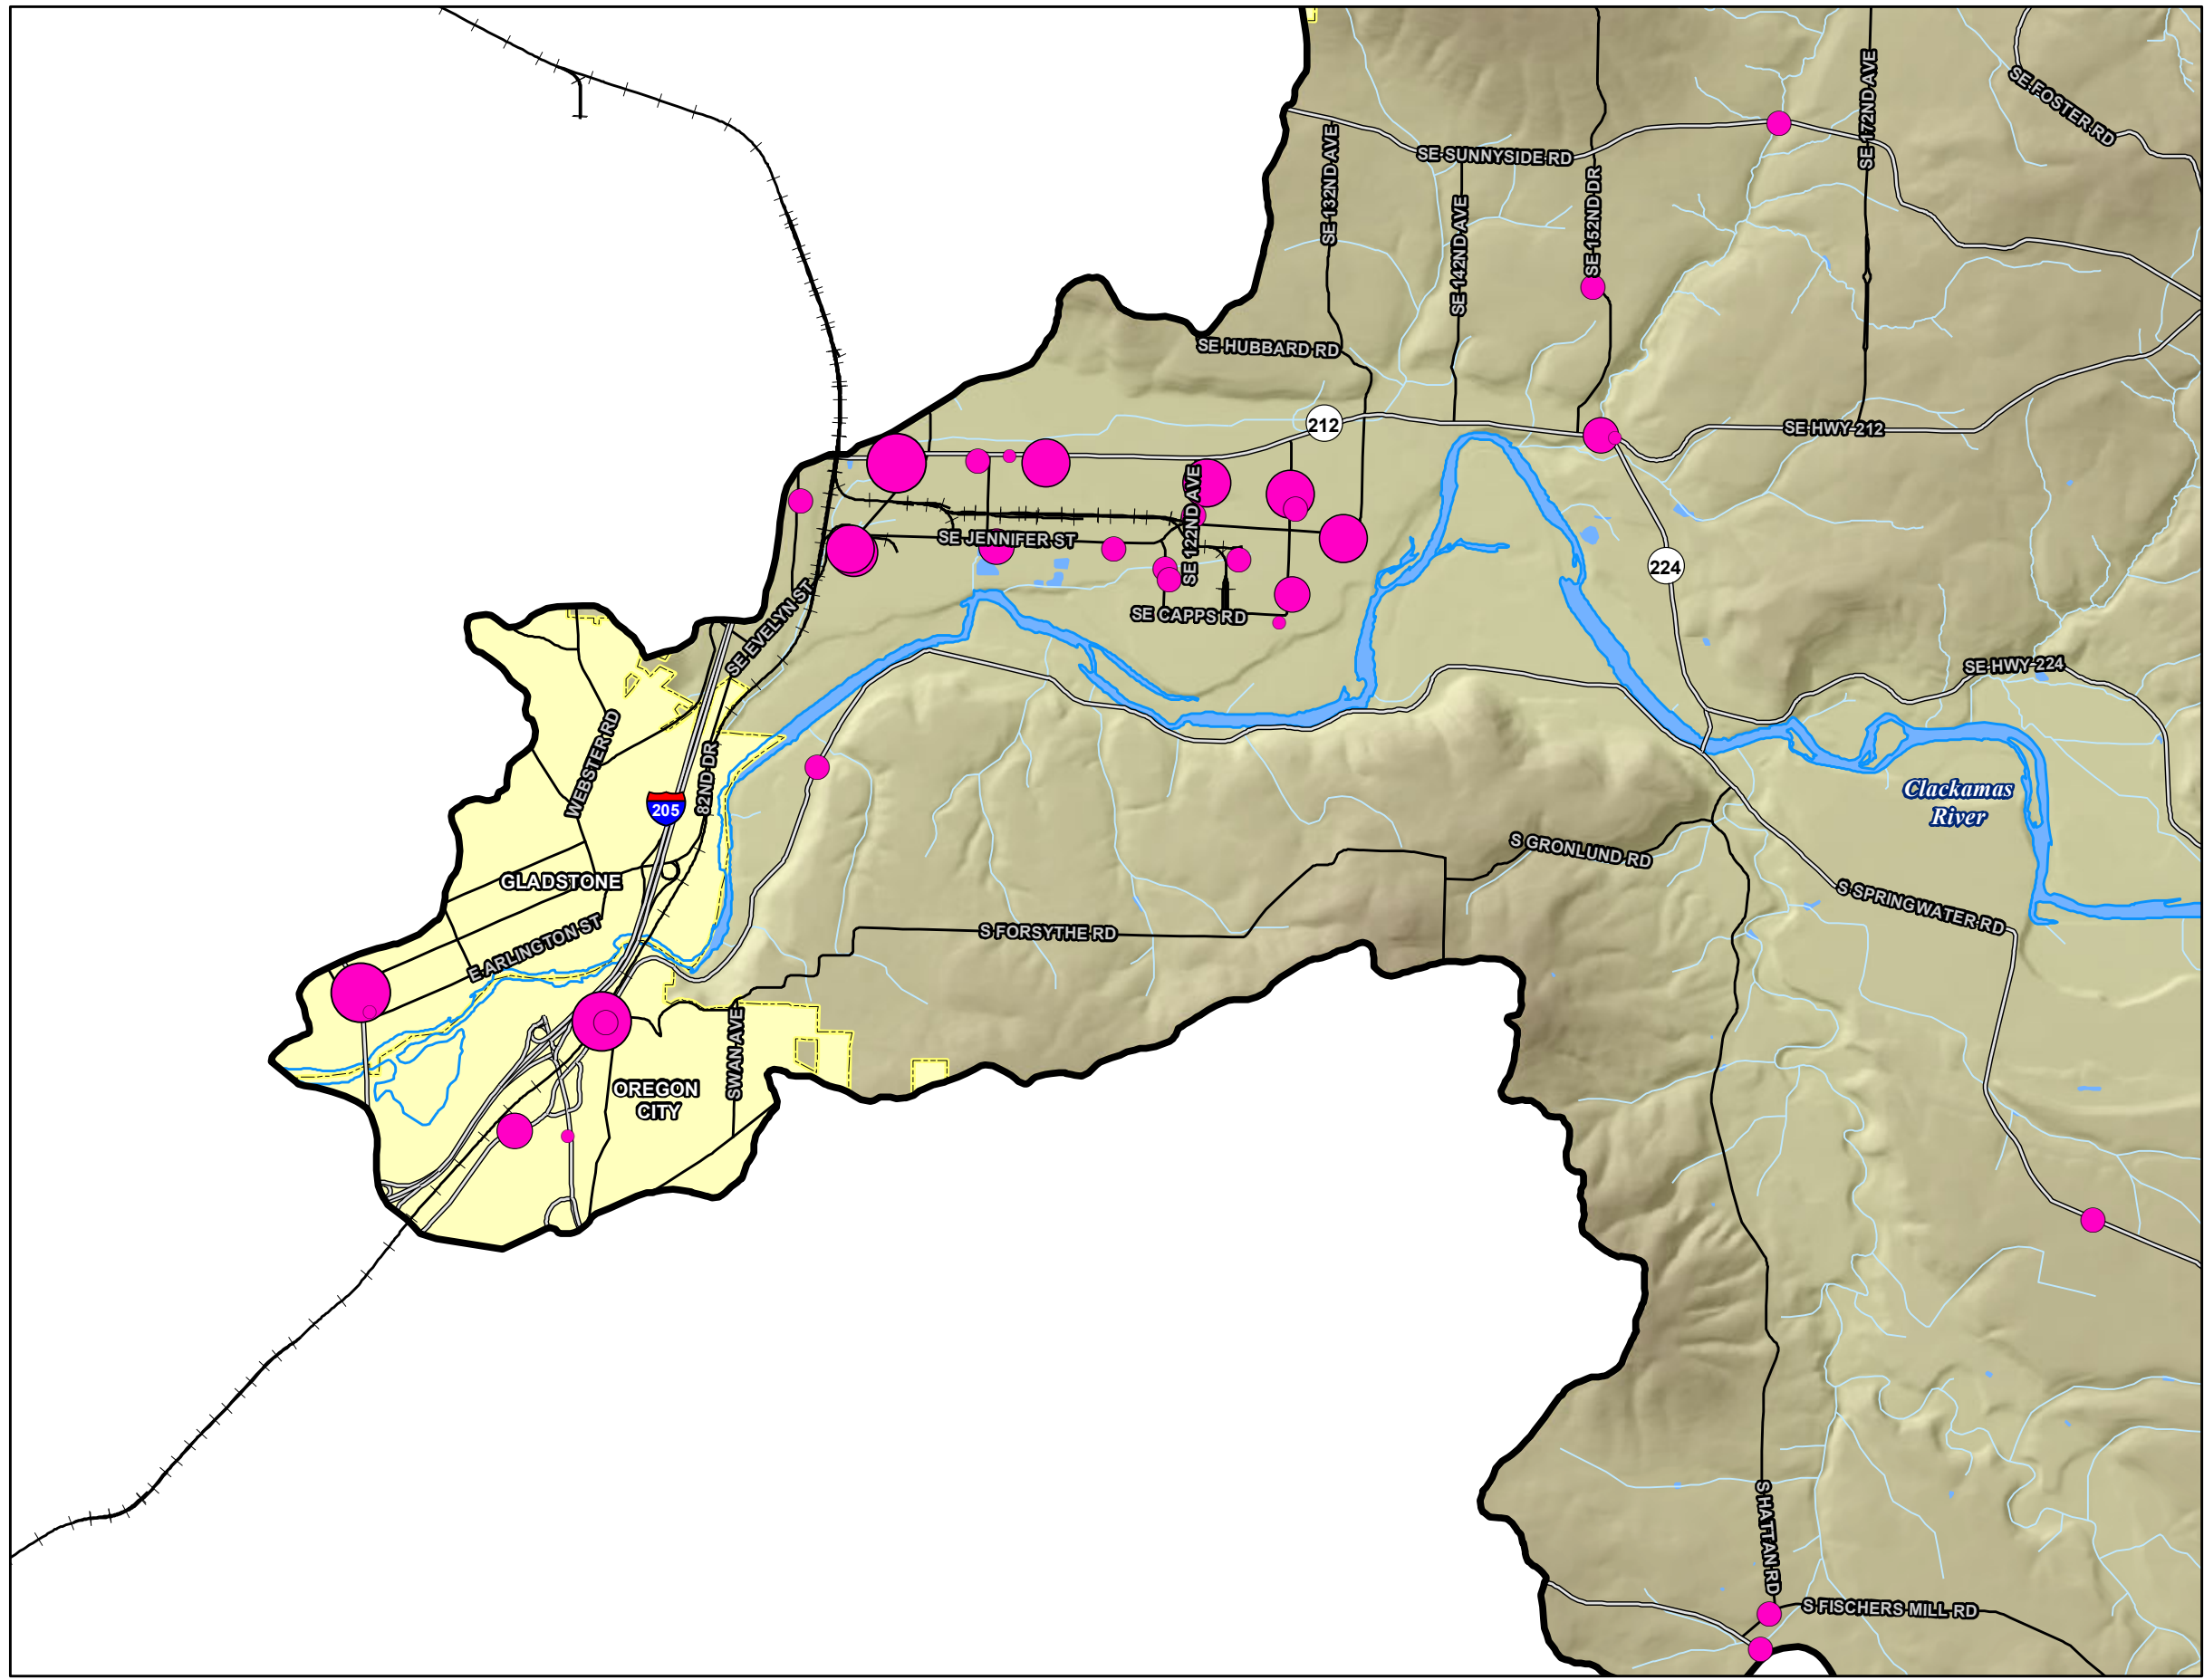 SE FOSTER RD
SE 172ND AVE
SE SUNNYSIDE RD
SE 132ND AVE
SE 142ND AVE
SE 152ND DR
SE HUBBARD RD
212
SE HWY 212
SE 122ND AVE
SE JENNIFER ST
224
SE CAPPS RD
SE EVELYN ST
SE HWY 224
WEBSTER RD
82ND DR
205
Clackamas
River
S GRONLUND RD
GLADSTONE
S SPRINGWATER RD
E ARLINGTON ST
S FORSYTHE RD
SWAN AVE
OREGON
CITY
S HATTAN RD
S FISCHERS MILL RD